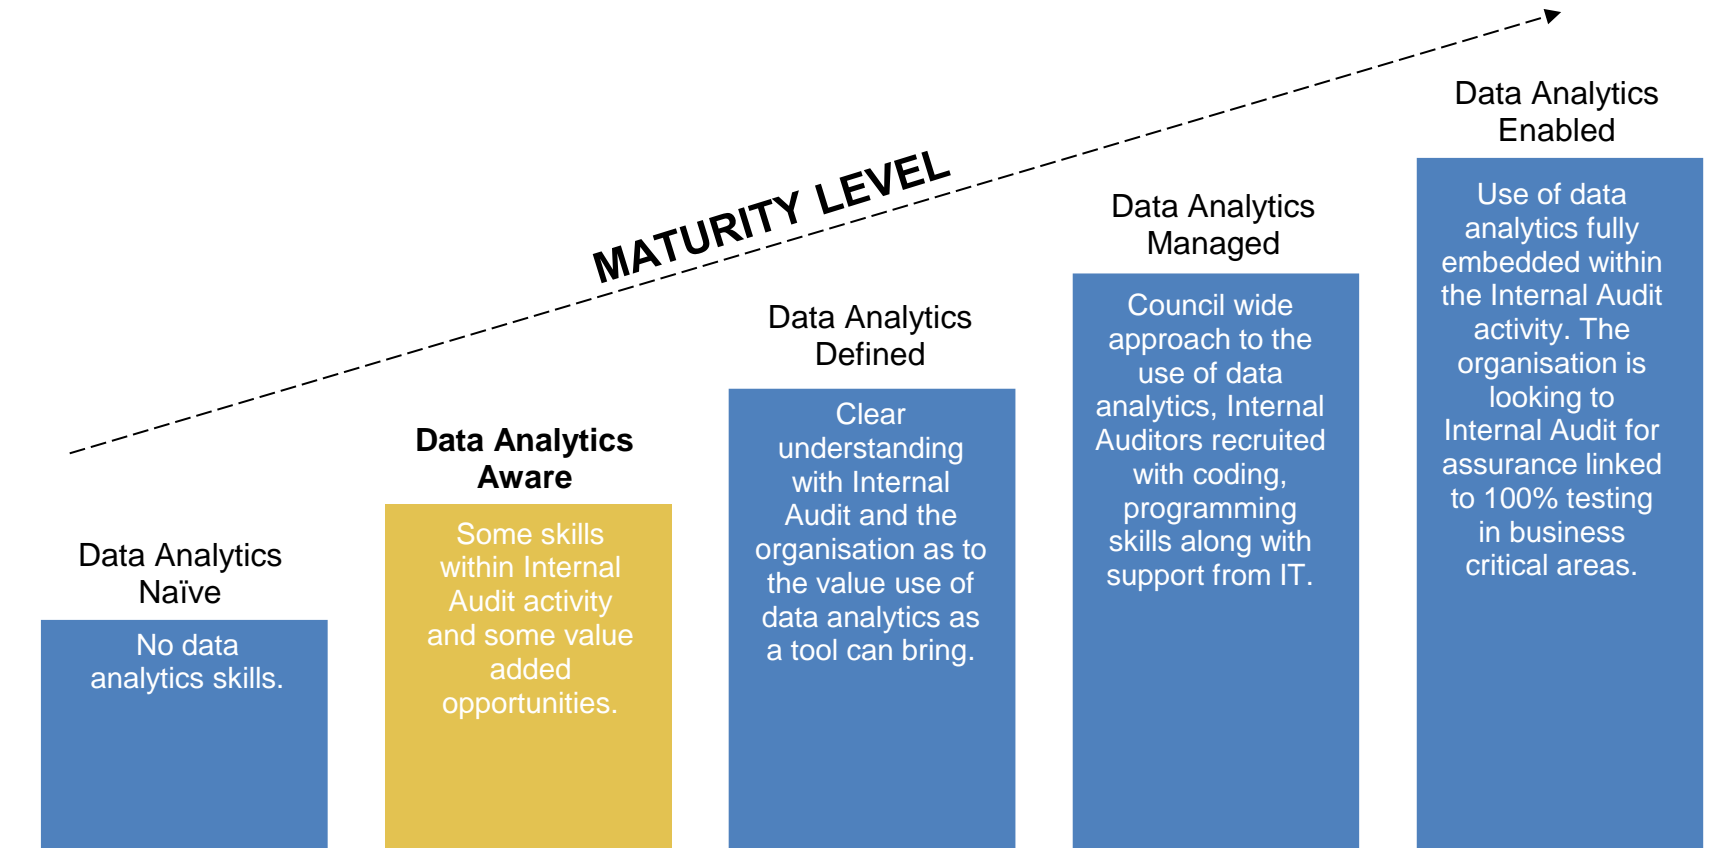 MATURITY LEVEL
Data Analytics
Naïve
No data
analytics skills.
Data Analytics
Aware
Some skills
within Internal
Audit activity
and some value
added
opportunities.
Data Analytics
Defined
Clear
understanding
with Internal
Audit and the
organisation as to
the value use of
data analytics as
a tool can bring.
Data Analytics
Managed
Council wide
approach to the
use of data
analytics, Internal
Auditors recruited
with coding,
programming
skills along with
support from IT.
Data Analytics
Enabled
Use of data
analytics fully
embedded within
the Internal Audit
activity. The
organisation is
looking to
Internal Audit for
assurance linked
to 100% testing
in business
critical areas.